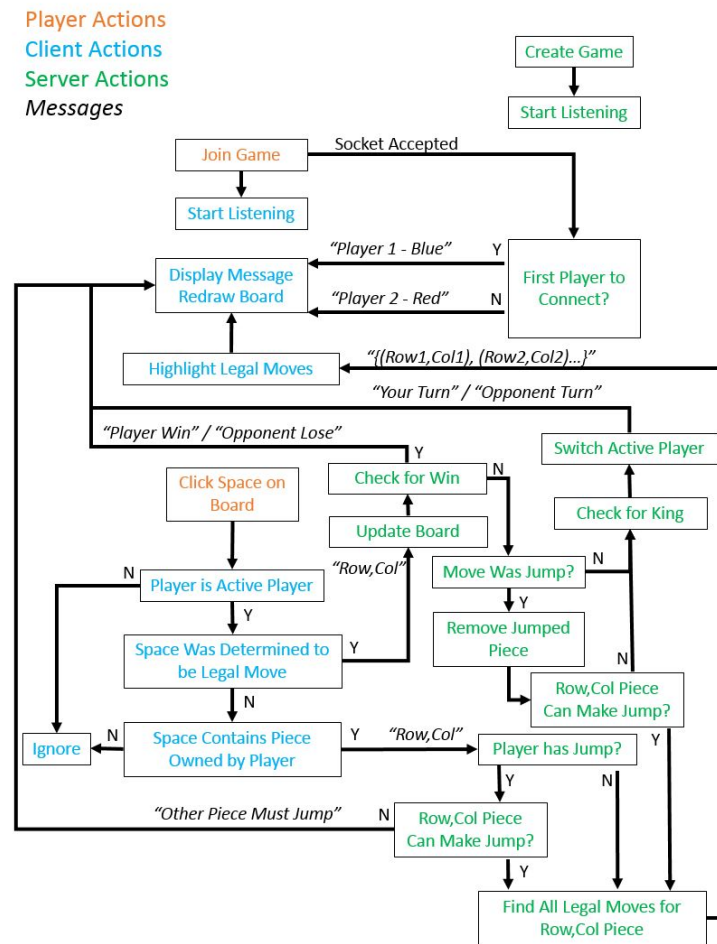 Player Actions
Client Actions
Server Actions
Messages
Create Game
Start Listening
Socket Accepted
Join Game
Start Listening
"Player 1 - Blue"
Y
Display Message
Redraw Board
First Player to
Connect?
"Player 2 - Red"
N
"{(Row1,Col1), (Row2,Col2)...}"
Highlight Legal Moves
"Your Turn" / "Opponent Turn"
"Player Win" / "Opponent Lose"
Y
Switch Active Player
Click Space on
Board
Check for Win
N
Check for King
Update Board
"Row,Col"
N
Player is Active Player
Move Was Jump?
N
Y
Y
Space Was Determined to
be Legal Move
Y
Remove Jumped
Piece
N
N
Row,Col Piece
Can Make Jump?
Ignore
N
Space Contains Piece
Owned by Player
Y
"Row,Col"
Player has Jump?
Y
Y
N
"Other Piece Must Jump"
N
Row,Col Piece
Can Make Jump?
Y
Find All Legal Moves for
Row,Col Piece